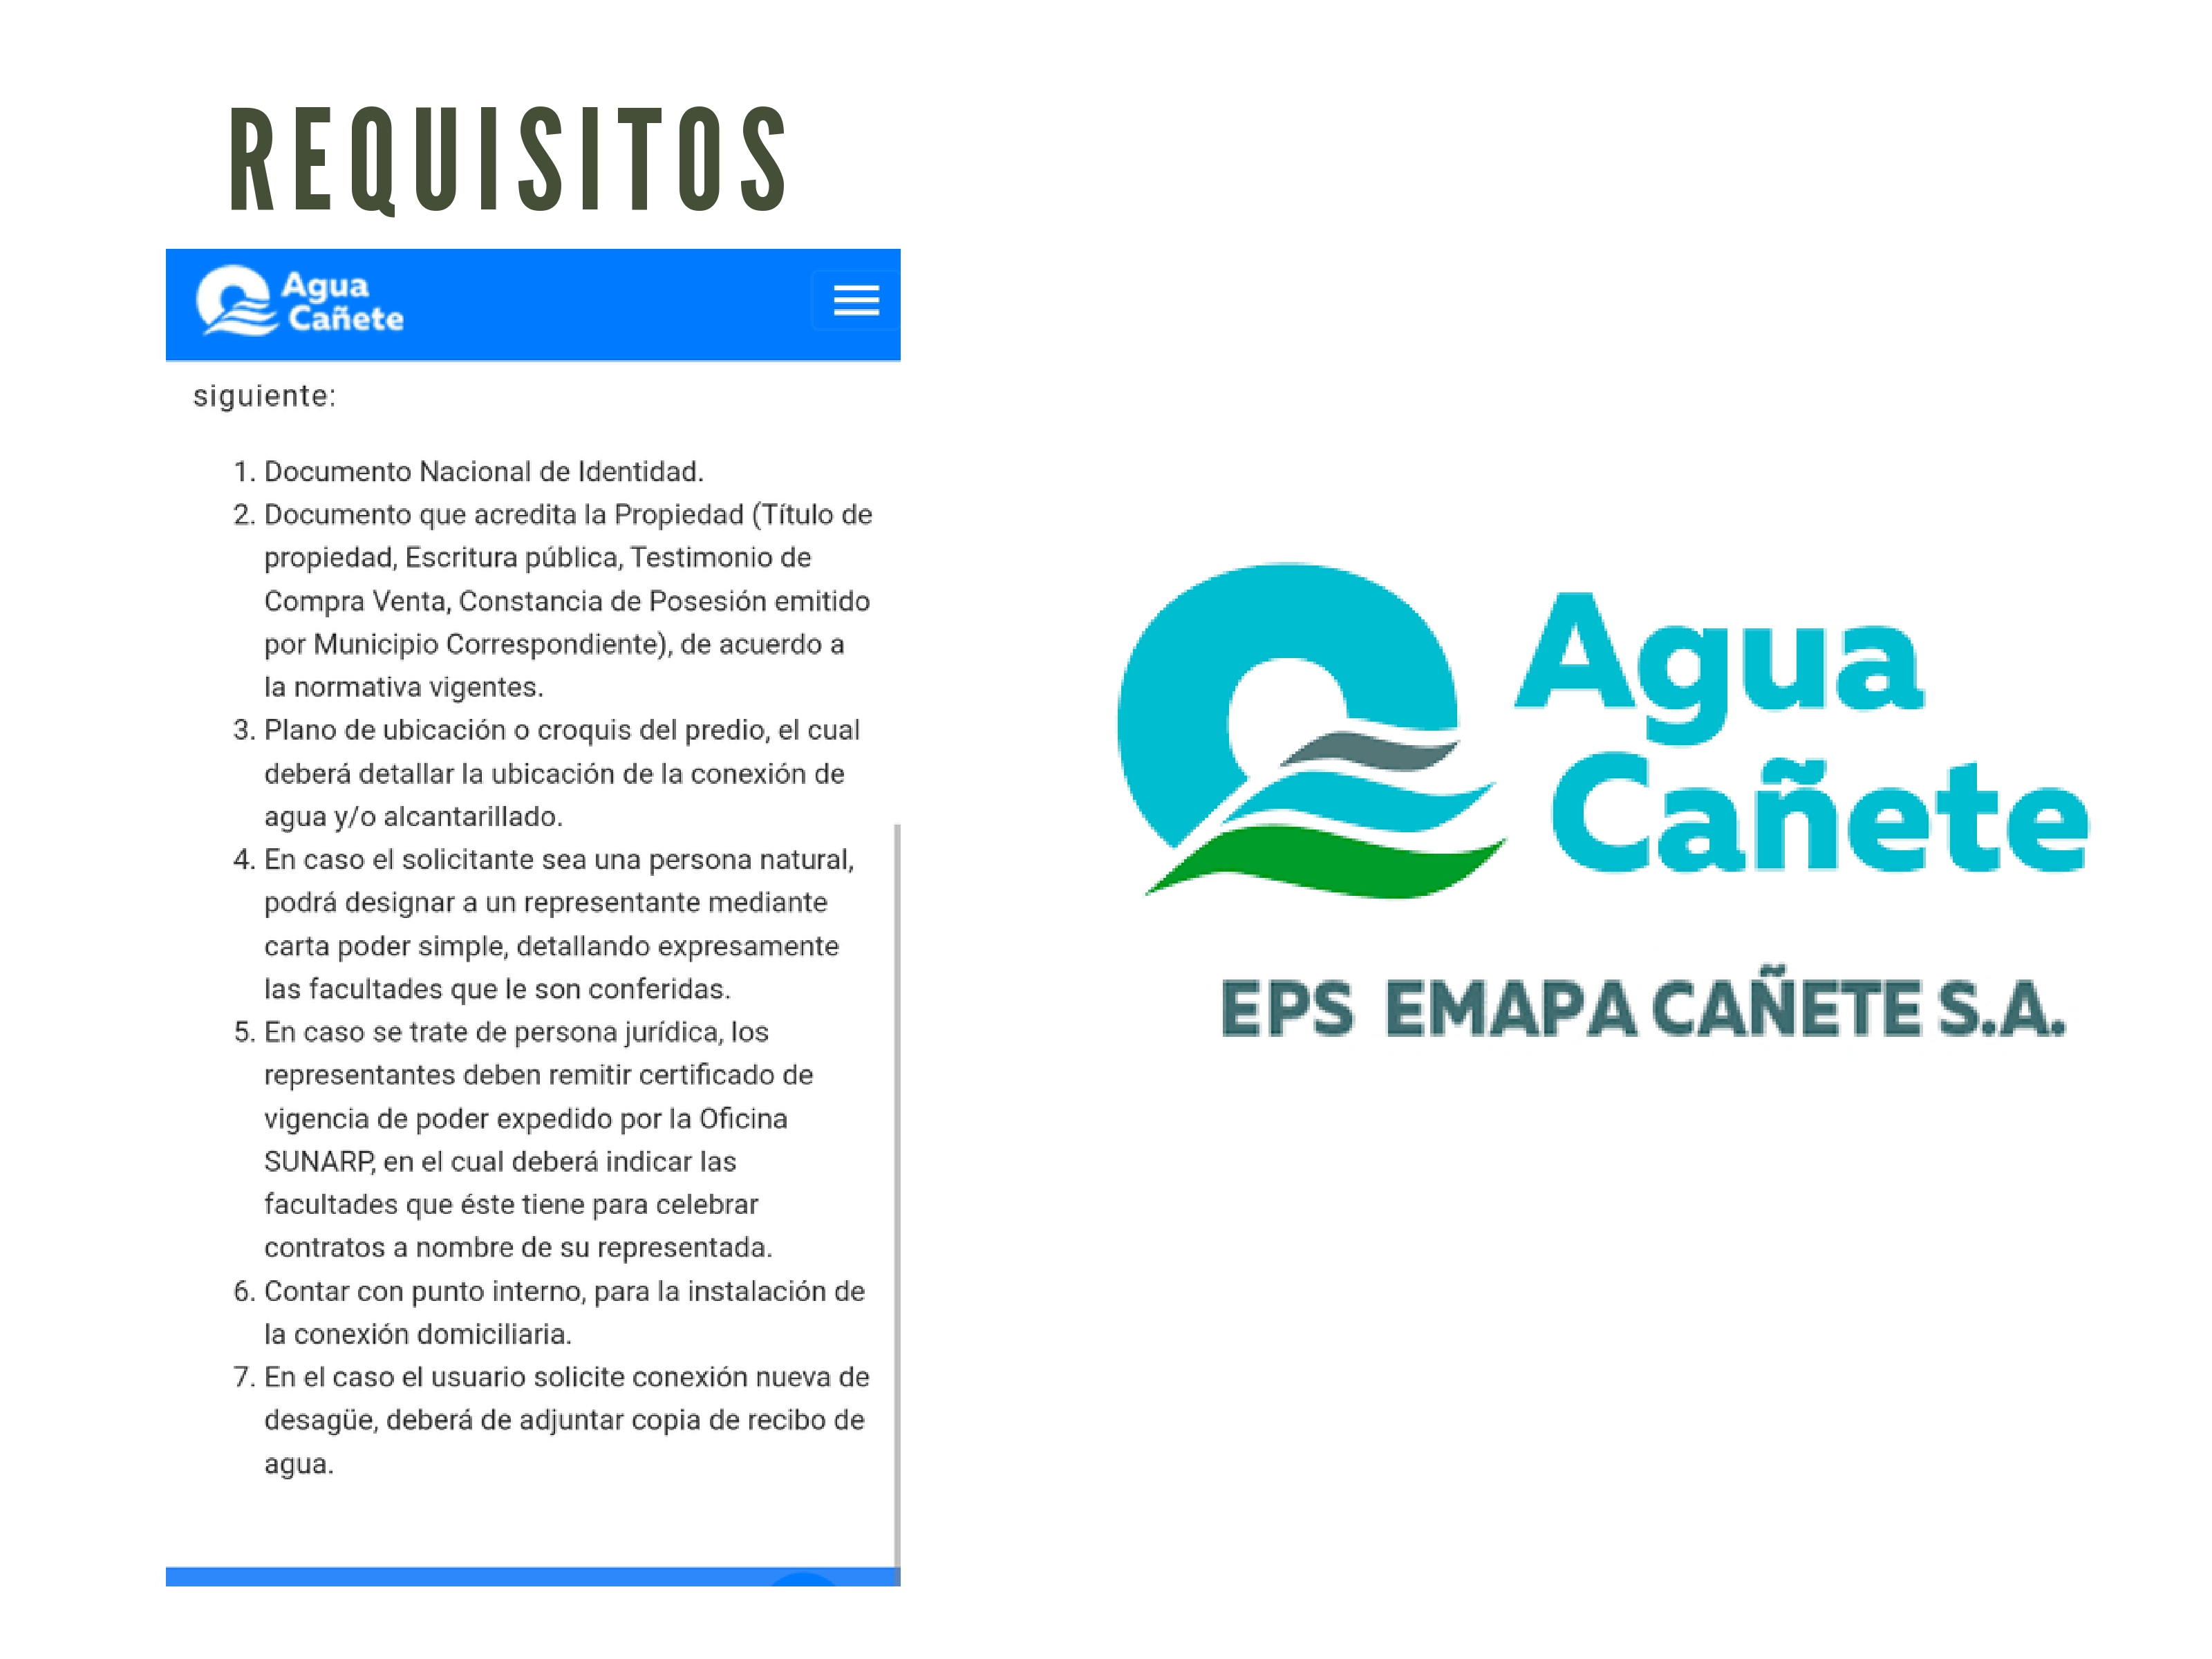 REQUISITOS
Agua
Cañete
siguiente:
1. Documento Nacional de Identidad.
2. Documento que acredita la Propiedad (Título de
propiedad, Escritura pública, Testimonio de
Compra Venta, Constancia de Posesión emitido
por Municipio Correspondiente), de acuerdo a
la normativa vigentes.
3. Plano de ubicación o croquis del predio, el cual
deberá detallar la ubicación de la conexión de
agua y/o alcantarillado.
4. En caso el solicitante sea una persona natural,
podrá designar a un representante mediante
carta poder simple, detallando expresamente
las facultades que le son conferidas.
5. En caso se trate de persona jurídica, los
representantes deben remitir certificado de
vigencia de poder expedido por la Oficina
SUNARP, en el cual deberá indicar las
facultades que éste tiene para celebrar
contratos a nombre de su representada.
6. Contar con punto interno, para la instalación de
la conexión domiciliaria.
7. En el caso el usuario solicite conexión nueva de
desagüe, deberá de adjuntar copia de recibo de
agua.
Agua
Cañete
EPS EMAPA CAÑETE S.A.